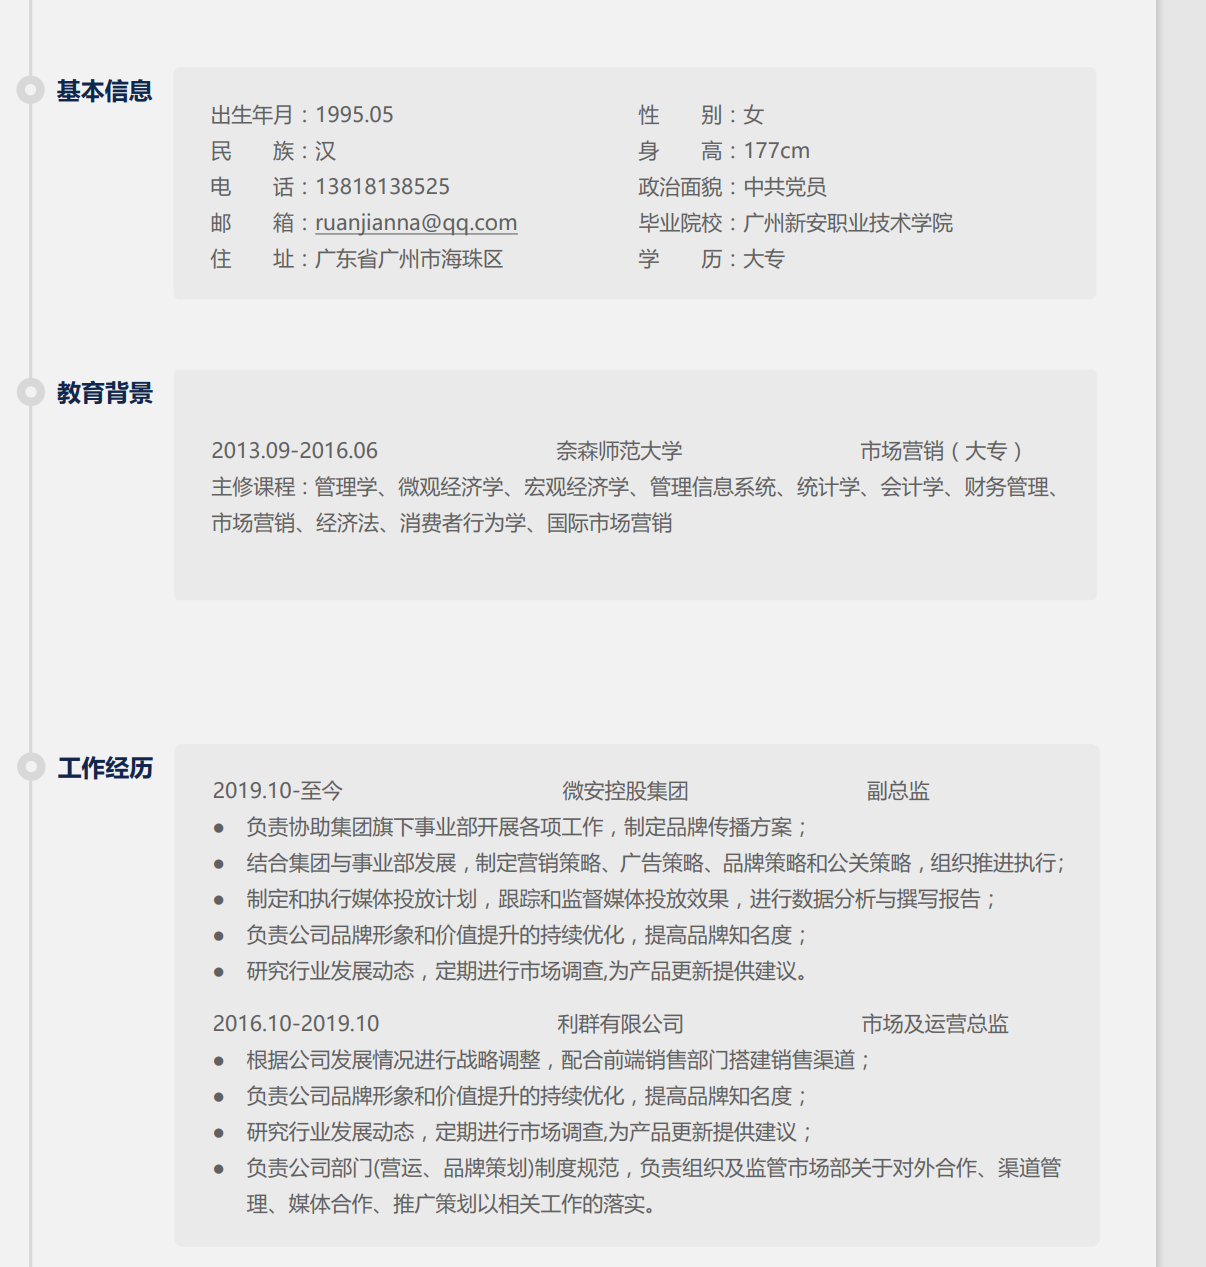 基本信息
出生年月：1995.05 性 别：女
民 族：汉 身 高：177cm
电 话：13818138525 政治面貌：中共党员
邮 箱：ruanjianna@qq.com 毕业院校：广州新安职业技术学院
住 址：广东省广州市海珠区 学 历：大专
教育背景
2013.09-2016.06 奈森师范大学 市场营销（大专）
主修课程：管理学、微观经济学、宏观经济学、管理信息系统、统计学、会计学、财务管理、
市场营销、经济法、消费者行为学、国际市场营销
工作经历
2019.10-至今 微安控股集团 副总监
● 负责协助集团旗下事业部开展各项工作，制定品牌传播方案；
● 结合集团与事业部发展，制定营销策略、广告策略、品牌策略和公关策略，组织推进执行；
● 制定和执行媒体投放计划，跟踪和监督媒体投放效果，进行数据分析与撰写报告；
● 负责公司品牌形象和价值提升的持续优化，提高品牌知名度；
● 研究行业发展动态，定期进行市场调查,为产品更新提供建议。
2016.10-2019.10 利群有限公司 市场及运营总监
● 根据公司发展情况进行战略调整，配合前端销售部门搭建销售渠道；
● 负责公司品牌形象和价值提升的持续优化，提高品牌知名度；
● 研究行业发展动态，定期进行市场调查,为产品更新提供建议；
● 负责公司部门(营运、品牌策划)制度规范，负责组织及监管市场部关于对外合作、渠道管
理、媒体合作、推广策划以相关工作的落实。